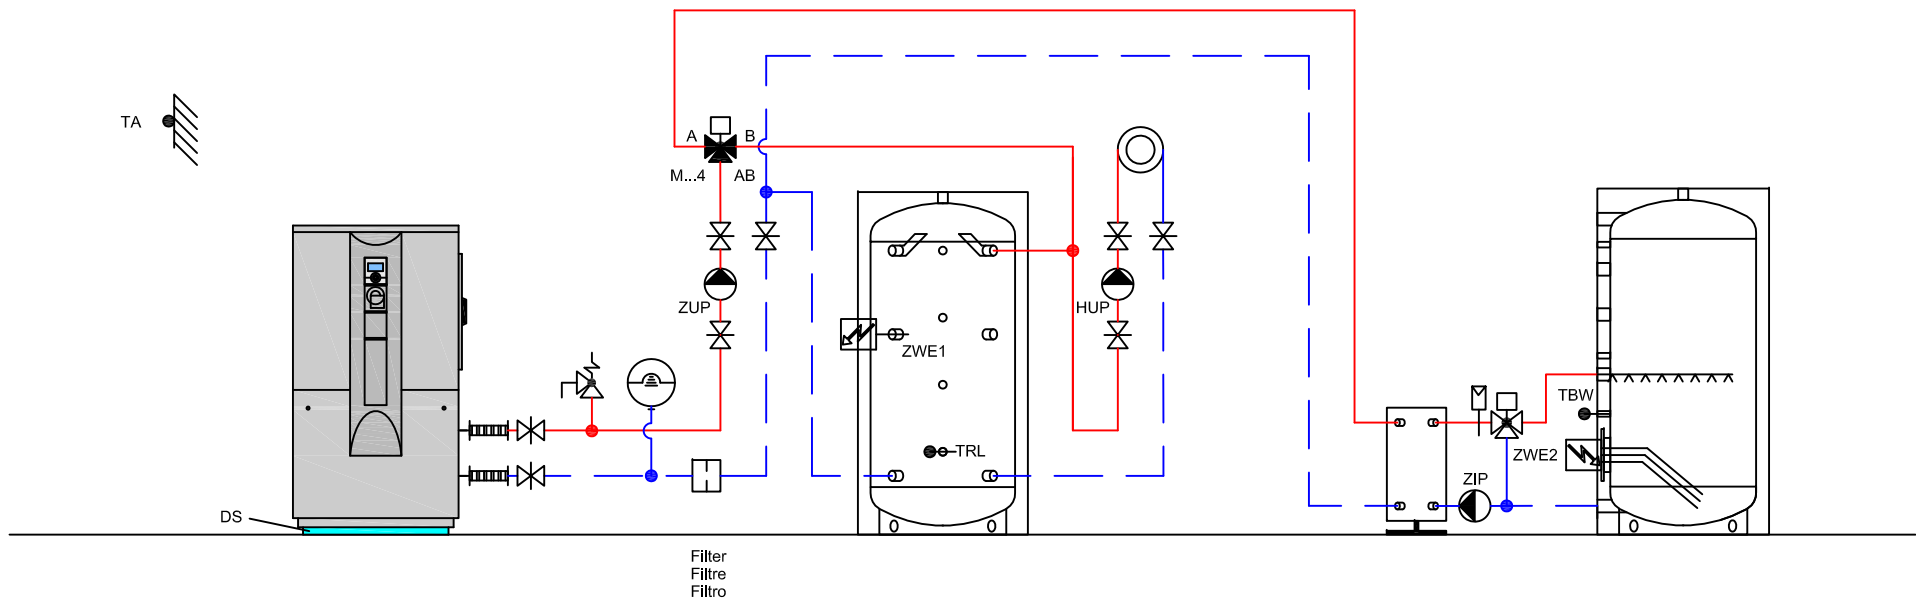 TA
A
B
M...4
AB
ZUP
HUP
ZWE1
TBW
TRL
ZWE2
ZIP
DS
Filter
Filtre
Filtro